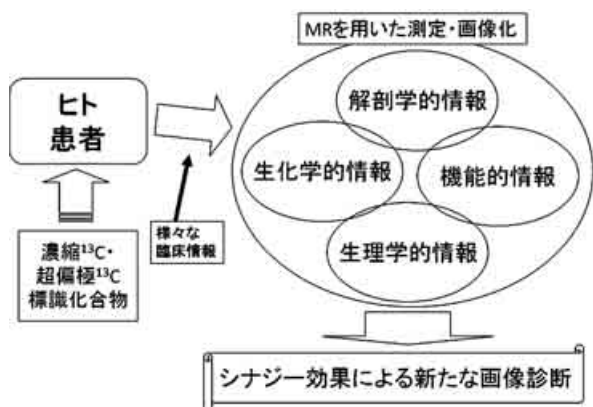 MRを用いた測定・画像化
ヒト
患者
解剖学的情報
生化学的情報
機能的情報
生理学的情報
様々な
臨床情報
濃縮¹³C・
超偏極¹³C
標識化合物
シナジー効果による新たな画像診断